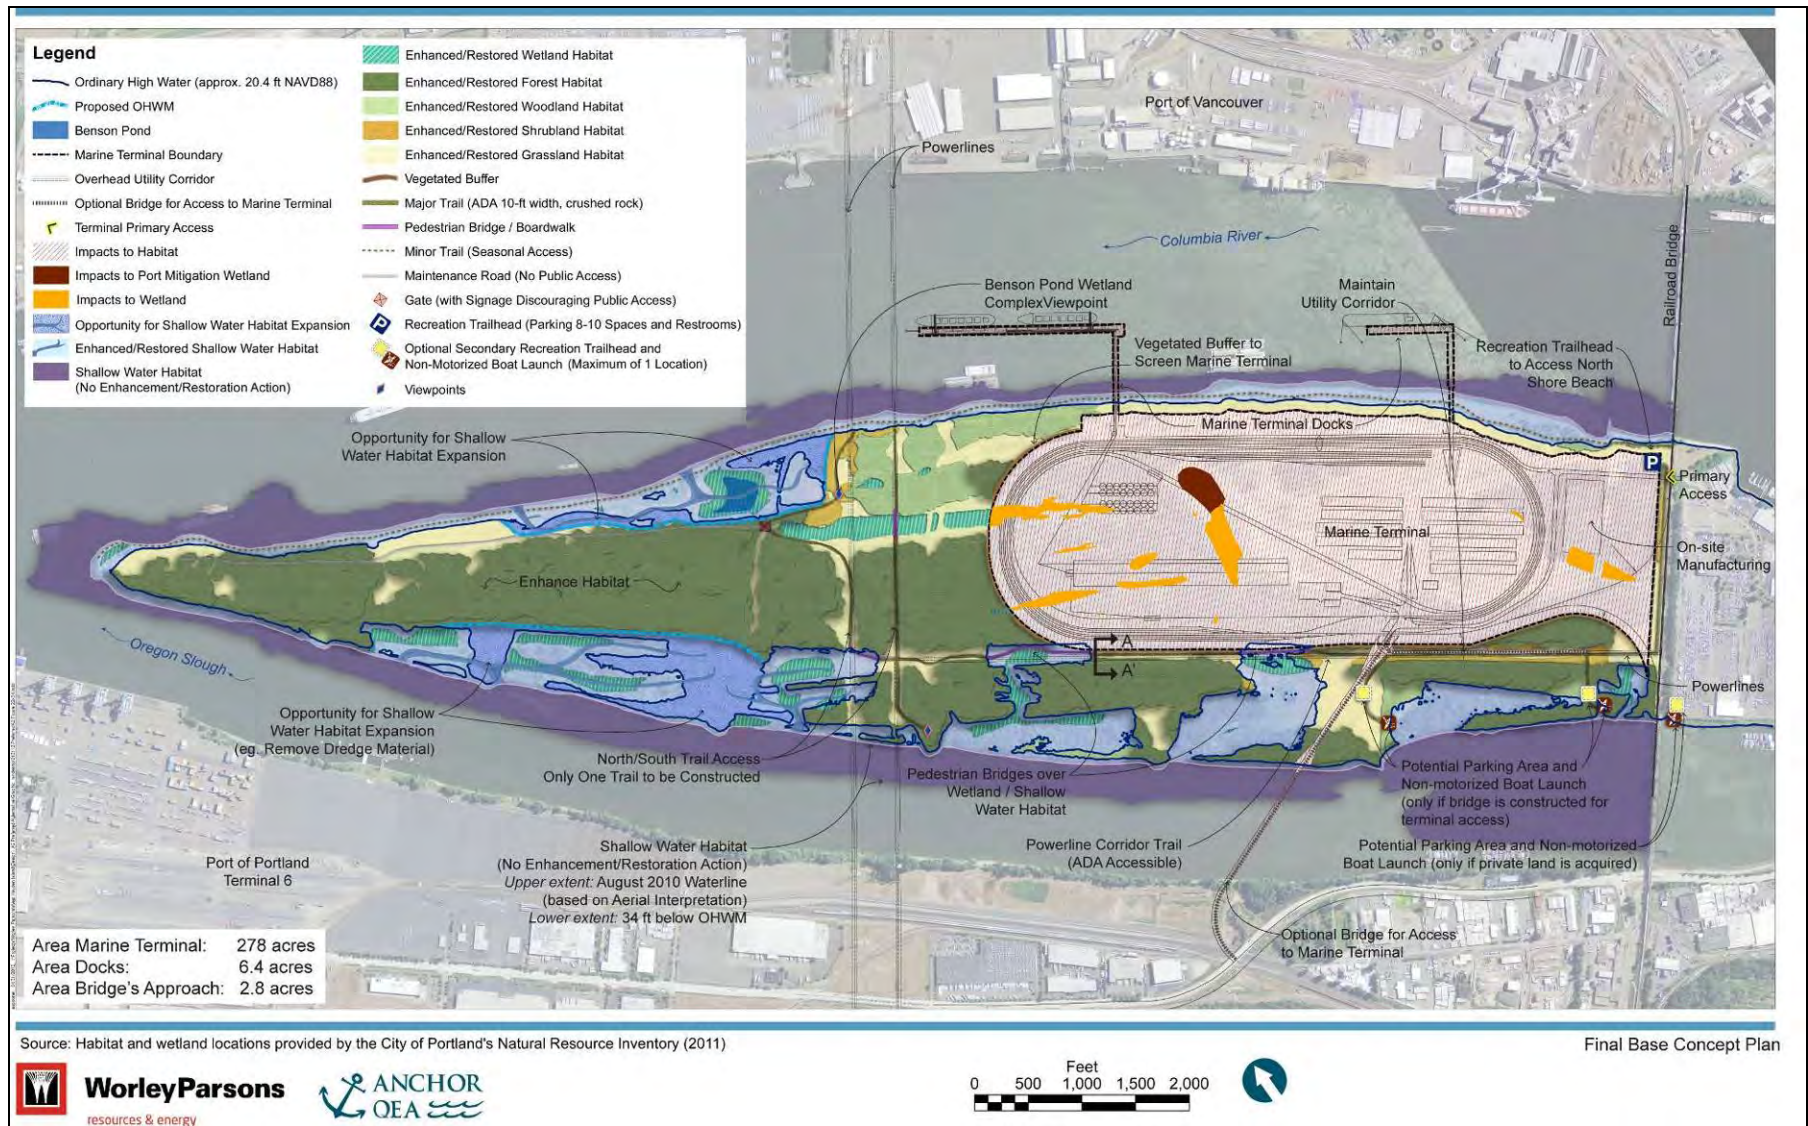 Legend
Ordinary High Water (approx. 20.4 ft NAVD88)
Proposed OHWM
Benson Pond
Marine Terminal Boundary
Overhead Utility Corridor
Optional Bridge for Access to Marine Terminal
Terminal Primary Access
Impacts to Habitat
Impacts to Port Mitigation Wetland
Impacts to Wetland
Opportunity for Shallow Water Habitat Expansion
Enhanced/Restored Shallow Water Habitat
Shallow Water Habitat
(No Enhancement/Restoration Action)
Enhanced/Restored Wetland Habitat
Enhanced/Restored Forest Habitat
Enhanced/Restored Woodland Habitat
Enhanced/Restored Shrubland Habitat
Enhanced/Restored Grassland Habitat
Vegetated Buffer
Major Trail (ADA 10-ft width, crushed rock)
Pedestrian Bridge / Boardwalk
Minor Trail (Seasonal Access)
Maintenance Road (No Public Access)
Gate (with Signage Discouraging Public Access)
P
Recreation Trailhead (Parking 8-10 Spaces and Restrooms)
Optional Secondary Recreation Trailhead and
Non-Motorized Boat Launch (Maximum of 1 Location)
Viewpoints
Port of Vancouver
Powerlines
Columbia River
Railroad Bridge
Benson Pond Wetland
ComplexViewpoint
Maintain
Utility Corridor
Vegetated Buffer to
Screen Marine Terminal
Recreation Trailhead
to Access North
Shore Beach
Opportunity for Shallow
Water Habitat Expansion
Marine Terminal Docks
P
Primary
Access
Marine Terminal
On-site
Manufacturing
Enhance Habitat
Oregon Slough
A
A'
Powerlines
Opportunity for Shallow
Water Habitat Expansion
(eg. Remove Dredge Material)
North/South Trail Access
Only One Trail to be Constructed
Pedestrian Bridges over
Wetland / Shallow
Water Habitat
Potential Parking Area and
Non-motorized Boat Launch
(only if bridge is constructed for
terminal access)
Shallow Water Habitat
(No Enhancement/Restoration Action)
Upper extent: August 2010 Waterline
(based on Aerial Interpretation)
Lower extent: 34 ft below OHWM
Powerline Corridor Trail
(ADA Accessible)
Potential Parking Area and Non-motorized
Boat Launch (only if private land is acquired)
Port of Portland
Terminal 6
Optional Bridge for Access
to Marine Terminal
Area Marine Terminal: 278 acres
Area Docks: 6.4 acres
Area Bridge's Approach: 2.8 acres
Source: Habitat and wetland locations provided by the City of Portland's Natural Resource Inventory (2011)
Final Base Concept Plan
WorleyParsons
resources & energy
ANCHOR
QEA
Feet
0 500 1,000 1,500 2,000